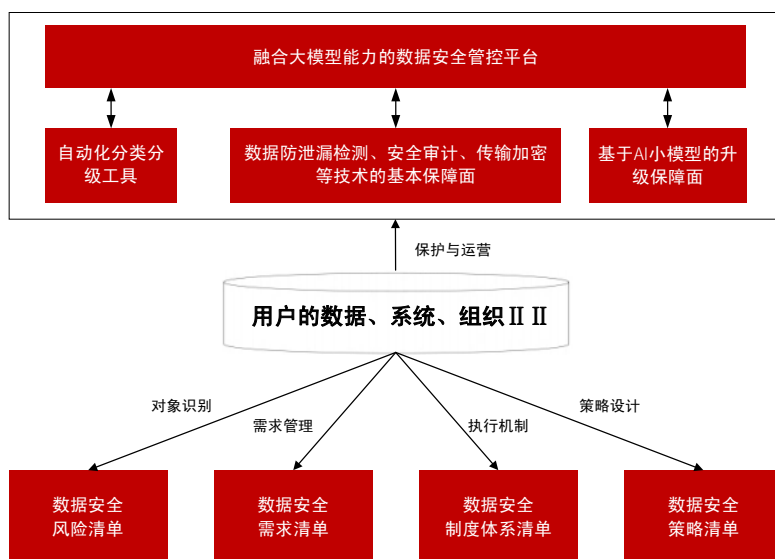 融合大模型能力的数据安全管控平台
自动化分类分
级工具
数据防泄漏检测、安全审计、传输加密
等技术的基本保障面
基于AI小模型的升
级保障面
保护与运营
用户的数据、系统、组织ⅡⅡ
对象识别
需求管理
执行机制
策略设计
数据安全
风险清单
数据安全
需求清单
数据安全
制度体系清单
数据安全
策略清单